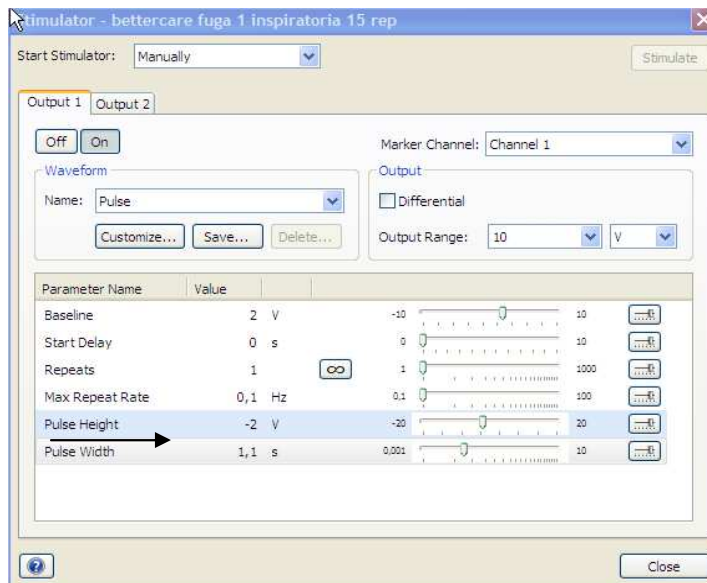 Stimulator - bettercare fuga 1 inspiratoria 15 rep
Start Stimulator: Manually Stimulate
Output 1 Output 2
Off On Marker Channel: Channel 1
Waveform Output
Name: Pulse Differential
Customize... Save... Delete... Output Range: 10 V
Parameter Name Value
Baseline 2 V -10 10
Start Delay 0 s 0 10
Repeats 1 ∞ 1 1000
Max Repeat Rate 0,1 Hz 0,1 100
Pulse Height -2 V -20 20
Pulse Width 1,1 s 0,001 10
? Close